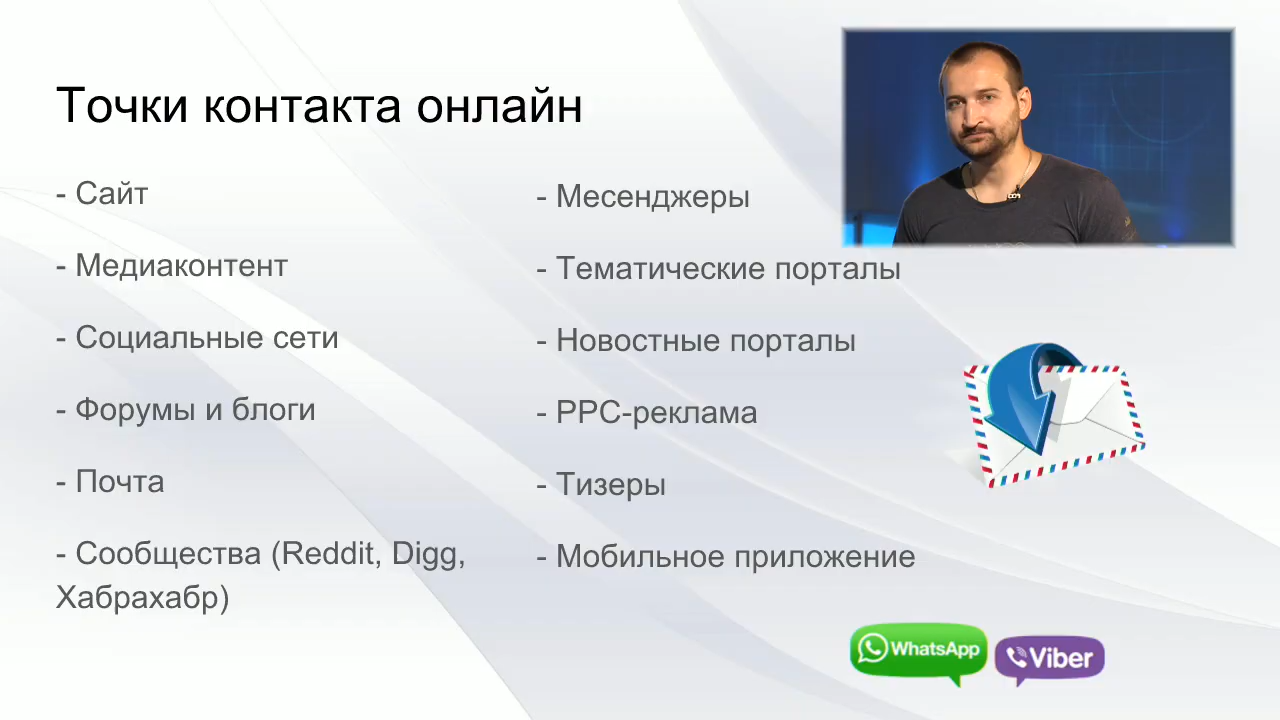 Точки контакта онлайн
- Сайт
- Медиаконтент
- Социальные сети
- Форумы и блоги
- Почта
- Сообщества (Reddit, Digg,
Хабрахабр)
- Месенджеры
- Тематические порталы
- Новостные порталы
- PPC-реклама
- Тизеры
- Мобильное приложение
WhatsApp
Viber